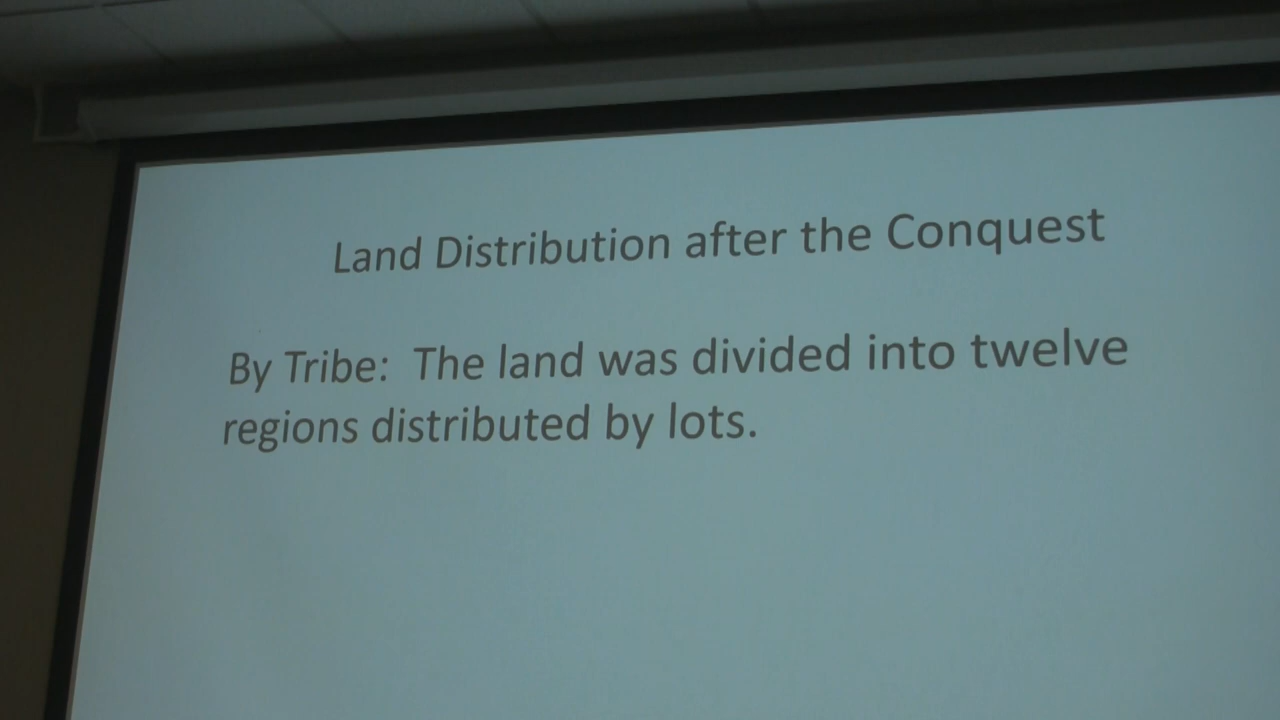 Land Distribution after the Conquest
By Tribe: The land was divided into twelve
regions distributed by lots.